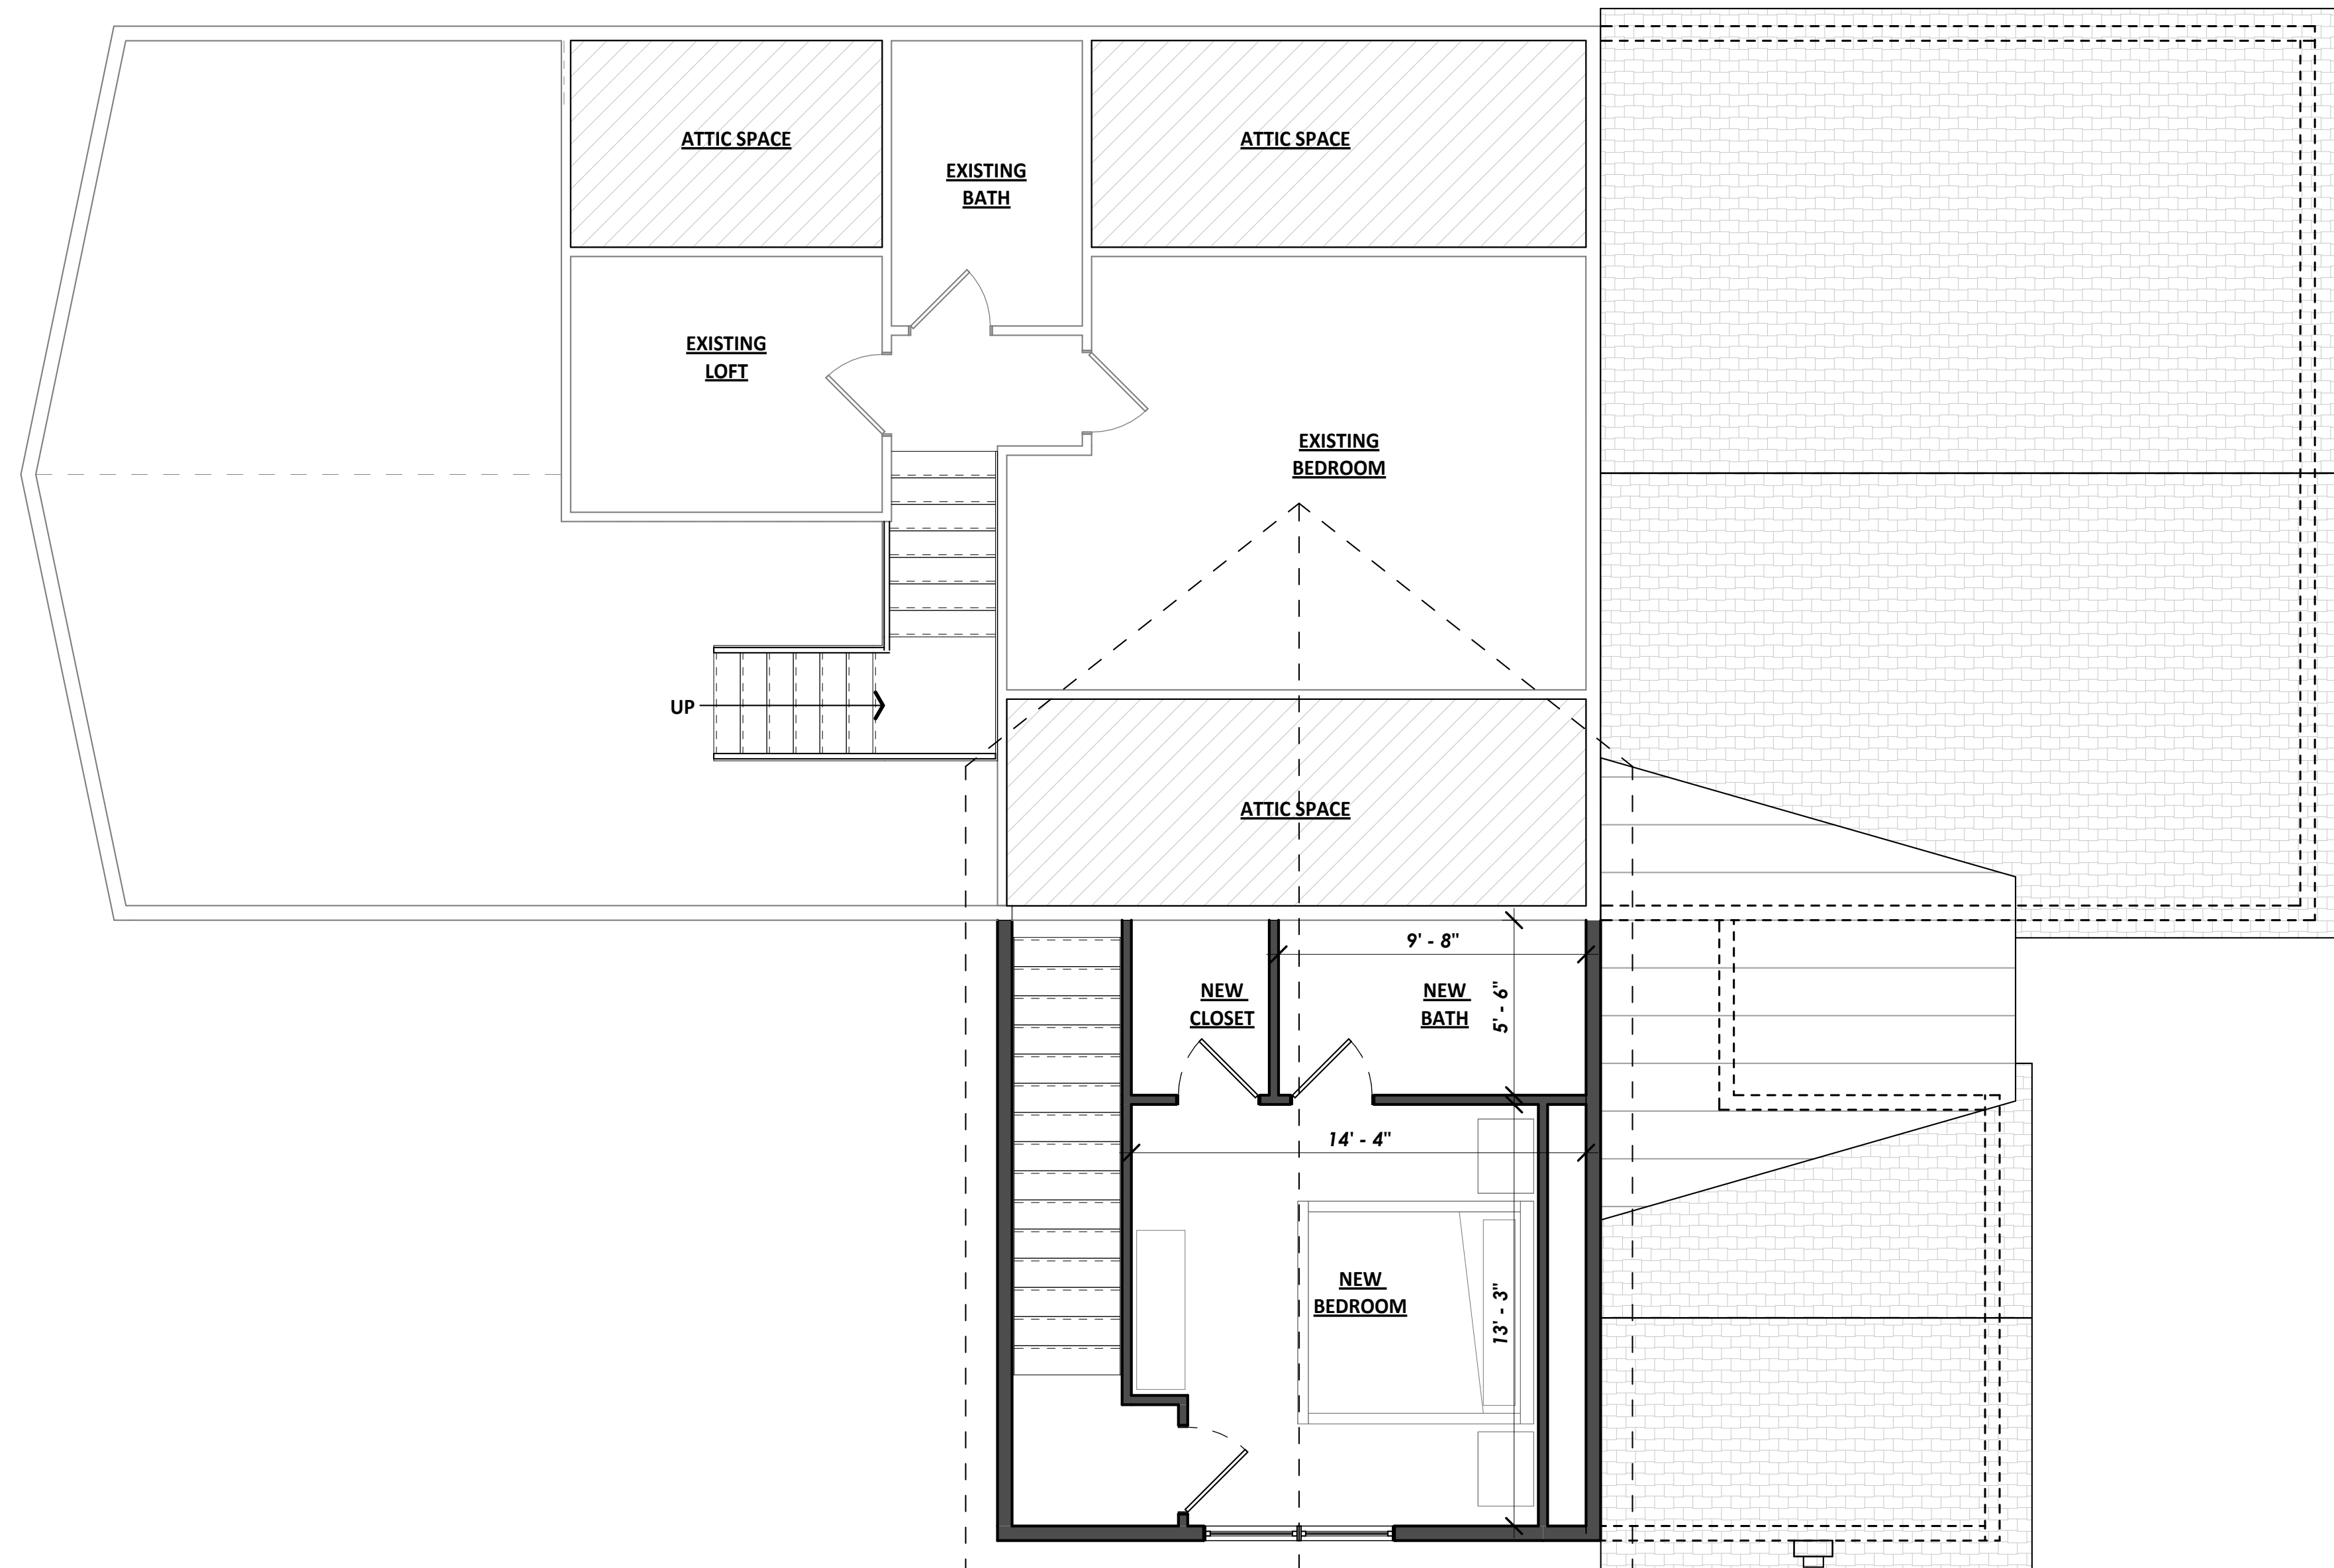 ATTIC SPACE
ATTIC SPACE
EXISTING
BATH
EXISTING
LOFT
EXISTING
BEDROOM
UP
ATTIC SPACE
9' - 8"
5' - 6"
NEW
CLOSET
NEW
BATH
14' - 4"
NEW
BEDROOM
13' - 3"